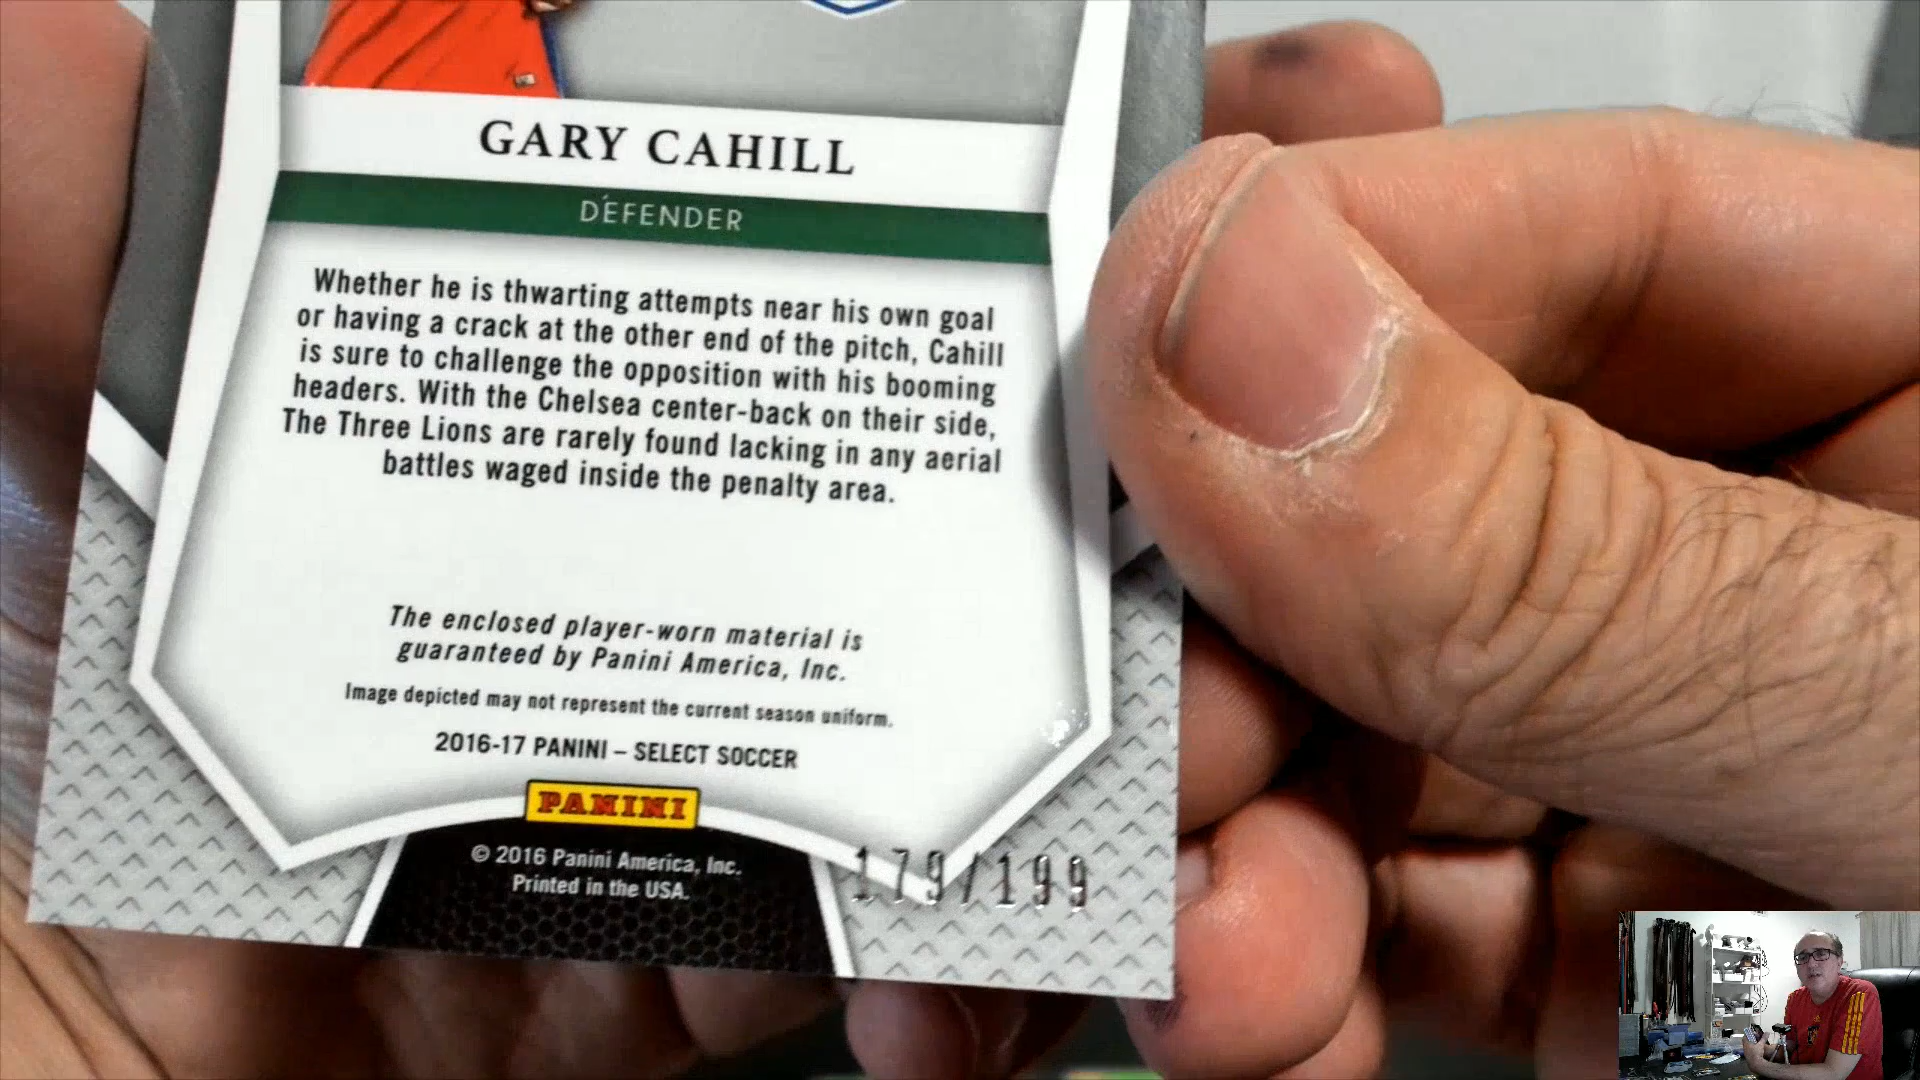 GARY CAHILL
DEFENDER
Whether he is thwarting attempts near his own goal
or having a crack at the other end of the pitch, Cahill
is sure to challenge the opposition with his booming
headers. With the Chelsea center-back on their side,
The Three Lions are rarely found lacking in any aerial
battles waged inside the penalty area.
The enclosed player-worn material is
guaranteed by Panini America, Inc.
Image depicted may not represent the current season uniform.
2016-17 PANINI – SELECT SOCCER
PANINI
© 2016 Panini America, Inc.
Printed in the USA.
179/199